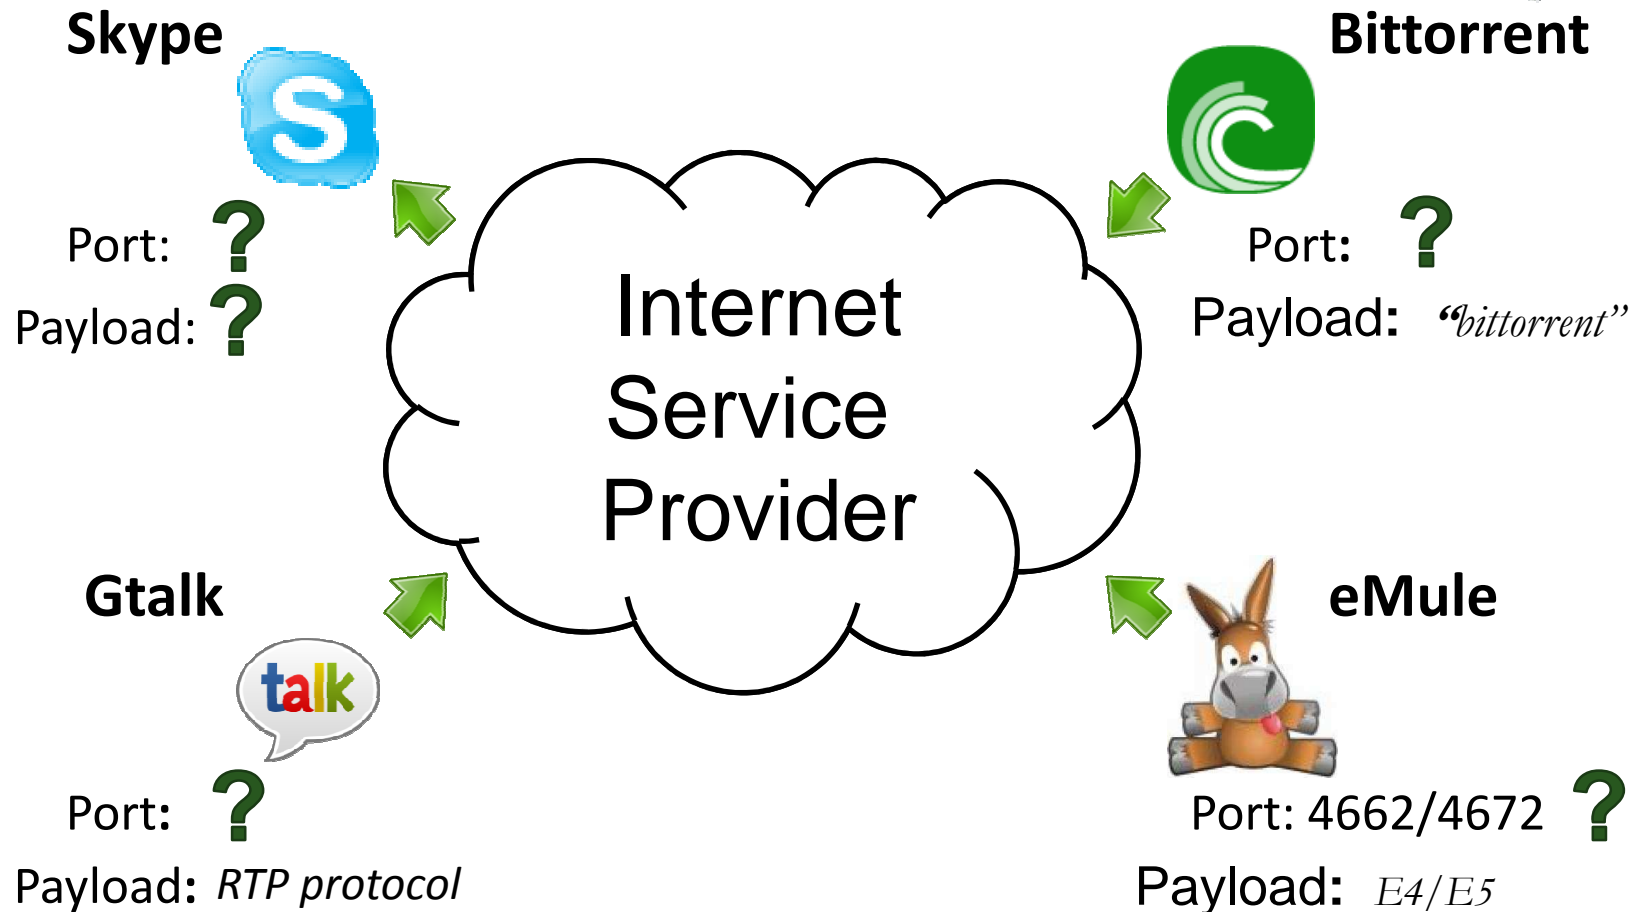 Skype
Port: ?
Payload: ?
Bittorrent
Port: ?
Payload: “bittorrent”
Internet
Service
Provider
Gtalk
talk
Port: ?
Payload: RTP protocol
eMule
Port: 4662/4672 ?
Payload: E4/E5